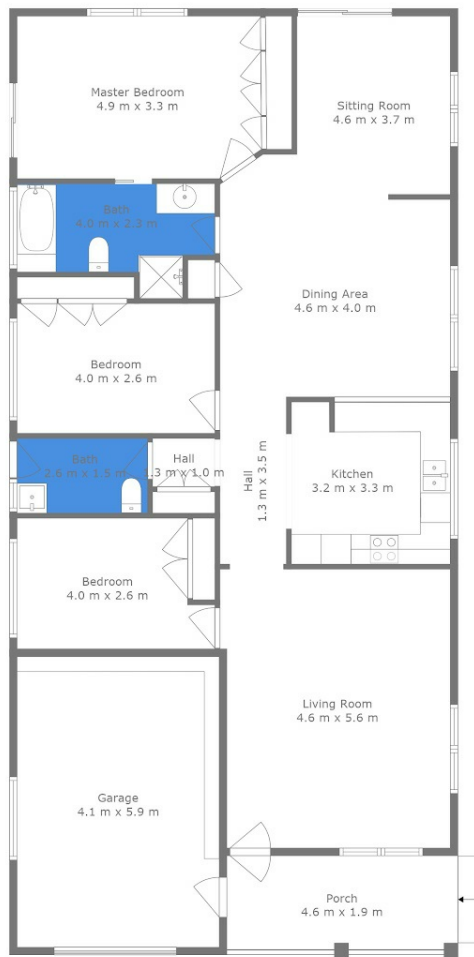 Master Bedroom
4.9 m x 3.3 m
Sitting Room
4.6 m x 3.7 m
Bath
4.0 m x 2.3 m
Dining Area
4.6 m x 4.0 m
Bedroom
4.0 m x 2.6 m
Bath
2.6 m x 1.5 m
Hall
1.3 m x 1.0 m
Hall
1.3 m x 3.5 m
Kitchen
3.2 m x 3.3 m
Bedroom
4.0 m x 2.6 m
Living Room
4.6 m x 5.6 m
Garage
4.1 m x 5.9 m
Porch
4.6 m x 1.9 m